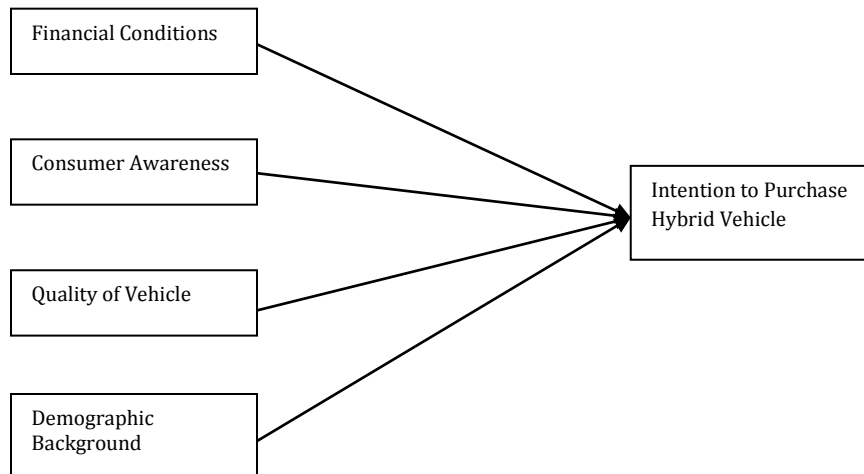 Financial Conditions
Consumer Awareness
Intention to Purchase
Hybrid Vehicle
Quality of Vehicle
Demographic
Background